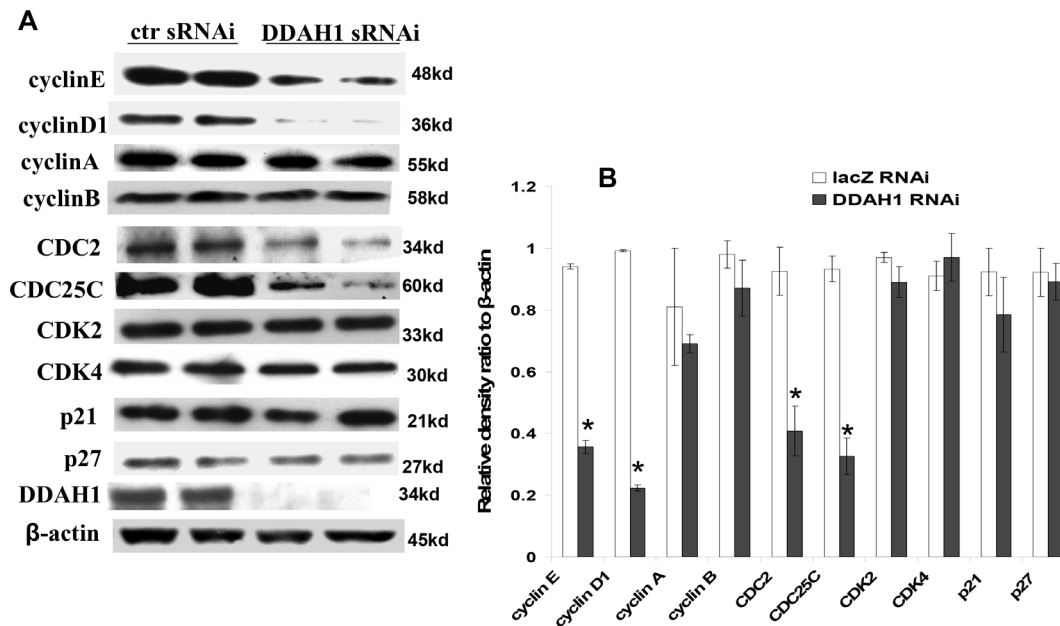 A
ctr sRNAi DDAH1 sRNAi
cyclinE 48kd
cyclinD1 36kd
cyclinA 55kd
cyclinB 58kd
CDC2 34kd
CDC25C 60kd
CDK2 33kd
CDK4 30kd
p21 21kd
p27 27kd
DDAH1 34kd
β-actin 45kd
B
lacZ RNAi
DDAH1 RNAi
Relative density ratio to β-actin
1.2
1
0.8
0.6
0.4
0.2
0
* * * *
cyclin E cyclin D1 cyclin A cyclin B CDC2 CDC25C CDK2 CDK4 p21 p27